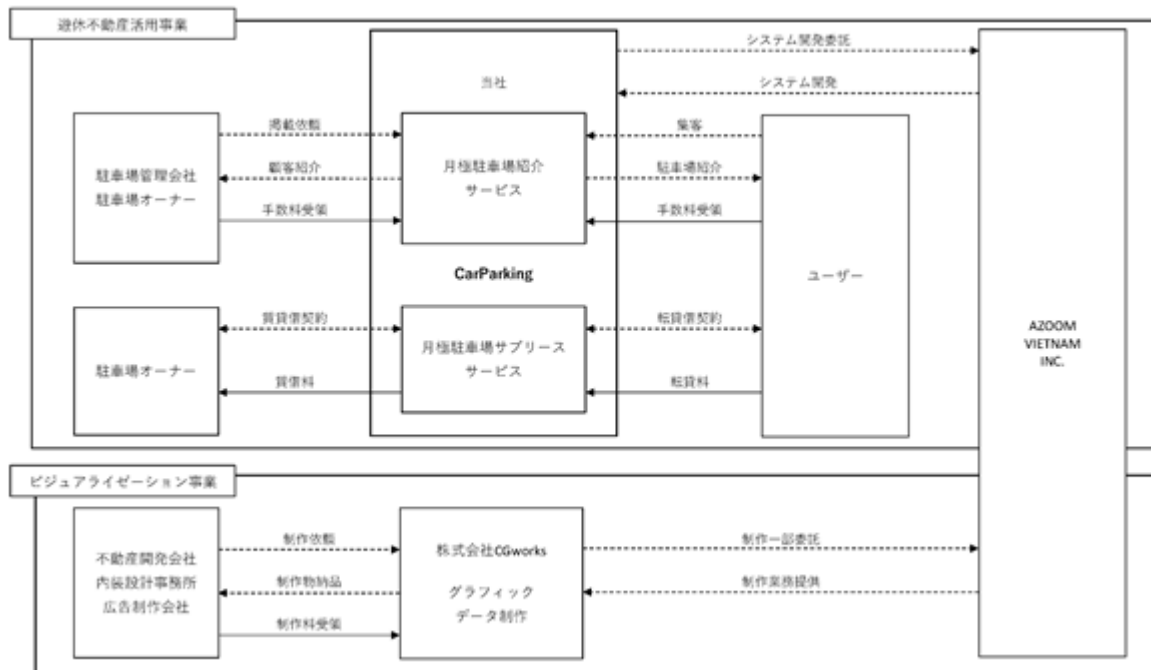 遊休不動産活用事業
システム開発委託
当社
システム開発
掲載依頼
集客
駐車場管理会社
駐車場オーナー
顧客紹介
月極駐車場紹介
サービス
駐車場紹介
手数料受領
手数料受領
CarParking
ユーザー
賃貸借契約
転貸借契約
駐車場オーナー
月極駐車場サブリース
サービス
賃借料
転貸料
AZOOM
VIETNAM
INC.
ビジュアライゼーション事業
不動産開発会社
内装設計事務所
広告制作会社
制作依頼
制作物納品
制作料受領
株式会社CGworks
グラフィック
データ制作
制作一部委託
制作業務提供